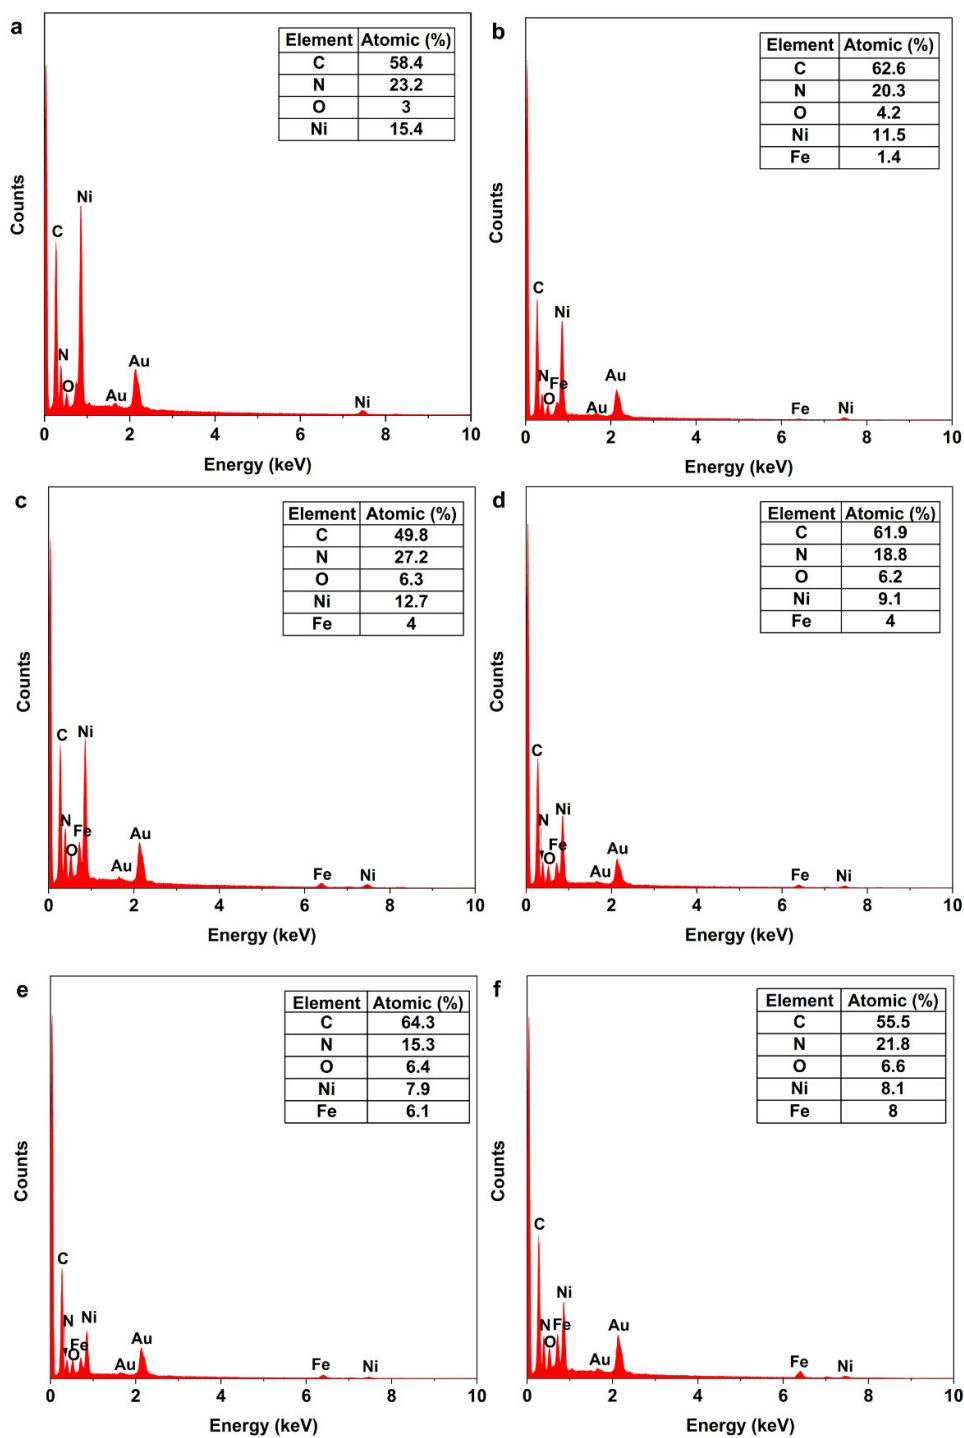 a
Element Atomic (%)
C 58.4
N 23.2
O 3
Ni 15.4
Counts
C
Ni
N
O
Au
Au
Ni
0 2 4 6 8 10
Energy (keV)
b
Element Atomic (%)
C 62.6
N 20.3
O 4.2
Ni 11.5
Fe 1.4
Counts
C
Ni
N Fe
O
Au
Au
Fe
Ni
0 2 4 6 8 10
Energy (keV)
c
Element Atomic (%)
C 49.8
N 27.2
O 6.3
Ni 12.7
Fe 4
Counts
C
Ni
N
Fe
O
Au
Au
Fe
Ni
0 2 4 6 8 10
Energy (keV)
d
Element Atomic (%)
C 61.9
N 18.8
O 6.2
Ni 9.1
Fe 4
Counts
C
Ni
N
Fe
O
Au
Au
Fe
Ni
0 2 4 6 8 10
Energy (keV)
e
Element Atomic (%)
C 64.3
N 15.3
O 6.4
Ni 7.9
Fe 6.1
Counts
C
N
Ni
Fe
O
Au
Au
Fe
Ni
0 2 4 6 8 10
Energy (keV)
f
Element Atomic (%)
C 55.5
N 21.8
O 6.6
Ni 8.1
Fe 8
Counts
C
Ni
N Fe
O
Au
Au
Fe
Ni
0 2 4 6 8 10
Energy (keV)